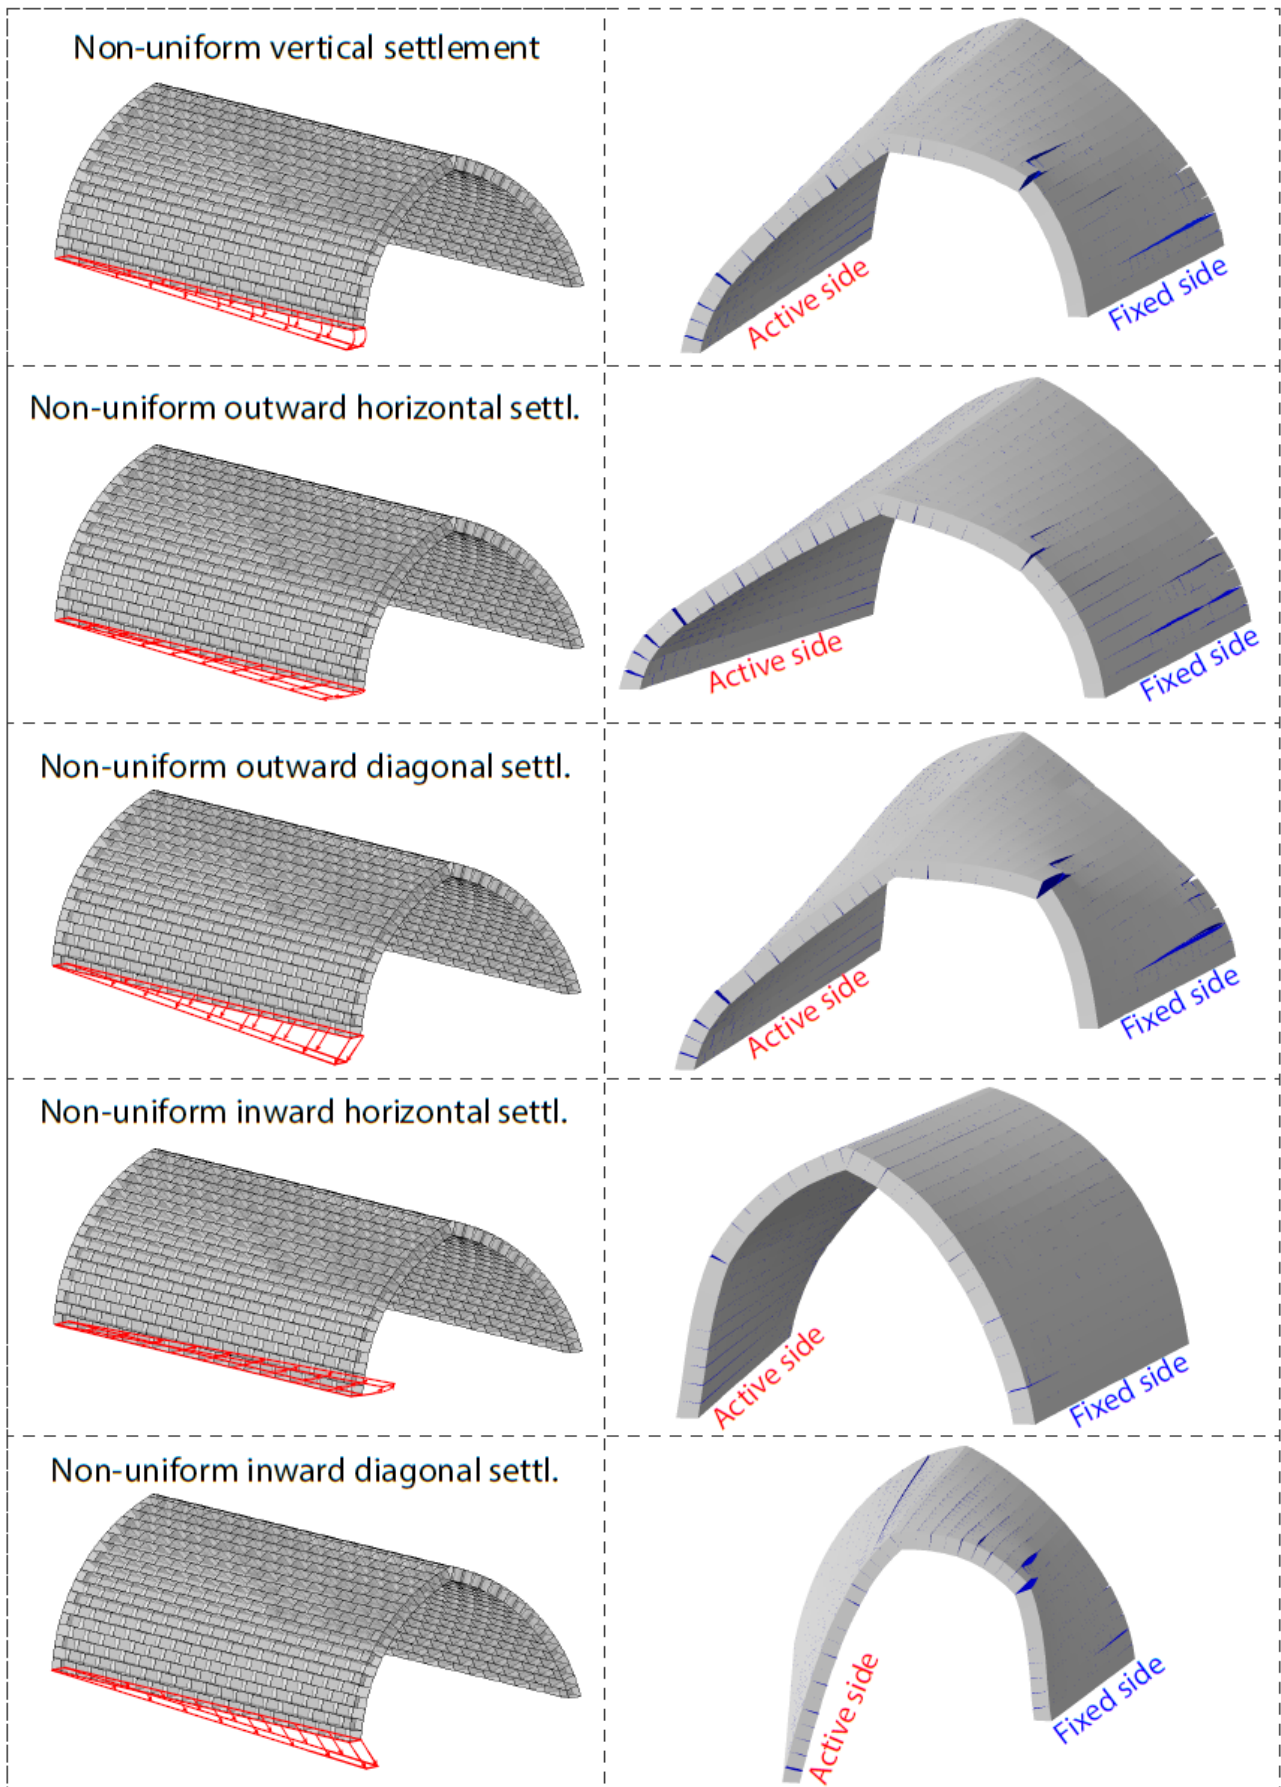 Non-uniform vertical settlement
Active side
Fixed side
Non-uniform outward horizontal settl.
Active side
Fixed side
Non-uniform outward diagonal settl.
Active side
Fixed side
Non-uniform inward horizontal settl.
Active side
Fixed side
Non-uniform inward diagonal settl.
Active side
Fixed side